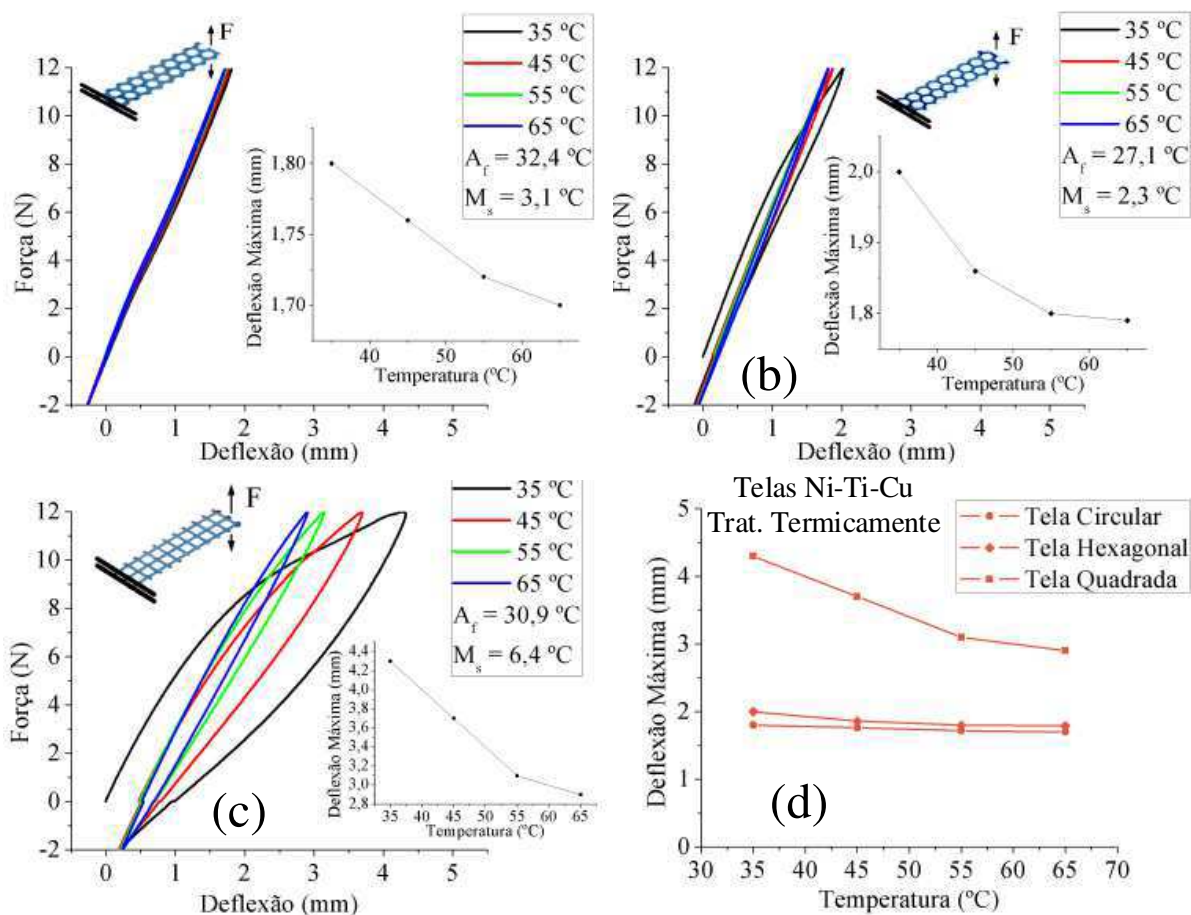 F
35 ºC
45 ºC
55 ºC
65 ºC
A_f = 32,4 ºC
M_s = 3,1 ºC
12
10
8
6
4
2
0
-2
Força (N)
0 1 2 3 4 5
Deflexão (mm)
1,80
1,75
1,70
Deflexão Máxima (mm)
40 50 60
Temperatura (ºC)
F
35 ºC
45 ºC
55 ºC
65 ºC
A_f = 27,1 ºC
M_s = 2,3 ºC
12
10
8
6
4
2
0
-2
Força (N)
0 1 2 3 4 5
Deflexão (mm)
2,0
1,9
1,8
Deflexão Máxima (mm)
40 50 60
Temperatura (ºC)
(b)
F
35 ºC
45 ºC
55 ºC
65 ºC
A_f = 30,9 ºC
M_s = 6,4 ºC
12
10
8
6
4
2
0
-2
Força (N)
0 1 2 3 4 5
Deflexão (mm)
4,4
4,2
4,0
3,8
3,6
3,4
3,2
3,0
2,8
Deflexão Máxima (mm)
35 40 45 50 55 60 65
Temperatura (ºC)
(c)
Telas Ni-Ti-Cu
Trat. Termicamente
Tela Circular
Tela Hexagonal
Tela Quadrada
5
4
3
2
1
0
Deflexão Máxima (mm)
30 35 40 45 50 55 60 65 70
Temperatura (ºC)
(d)